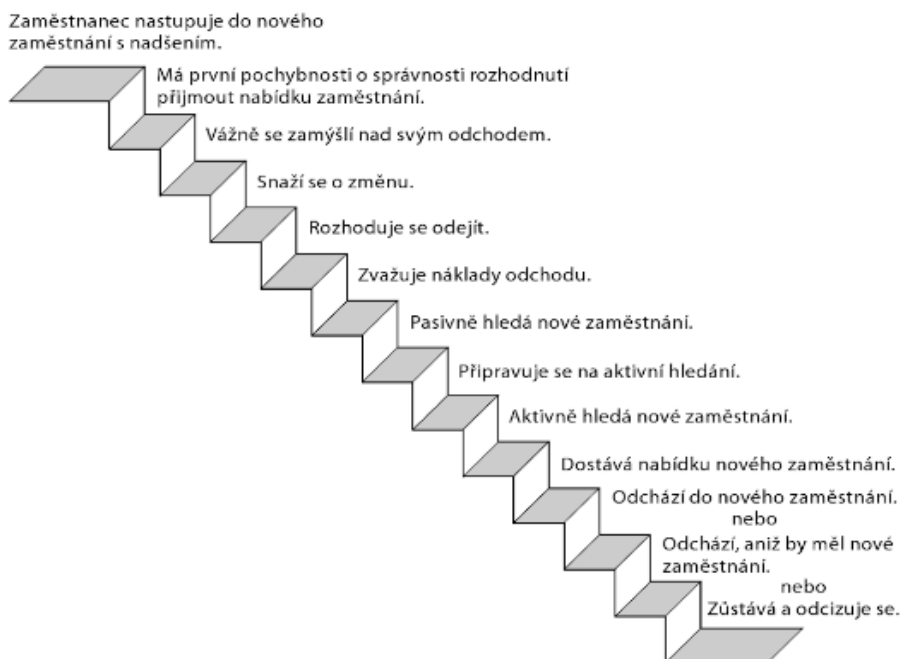 Zaměstnanec nastupuje do nového
zaměstnání s nadšením.
Má první pochybnosti o správnosti rozhodnutí
přijmout nabídku zaměstnání.
Vážně se zamýšlí nad svým odchodem.
Snaží se o změnu.
Rozhoduje se odejít.
Zvažuje náklady odchodu.
Pasivně hledá nové zaměstnání.
Připravuje se na aktivní hledání.
Aktivně hledá nové zaměstnání.
Dostává nabídku nového zaměstnání.
Odchází do nového zaměstnání.
nebo
Odchází, aniž by měl nové
zaměstnání.
nebo
Zůstává a odcizuje se.